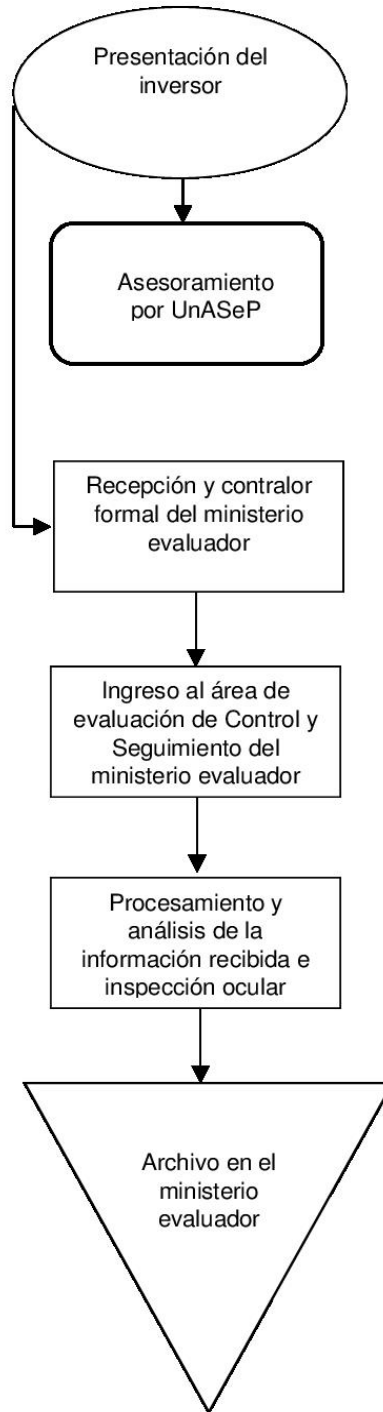 Presentación del
inversor
Asesoramiento
por UnASeP
Recepción y contralor
formal del ministerio
evaluador
Ingreso al área de
evaluación de Control y
Seguimiento del
ministerio evaluador
Procesamiento y
análisis de la
información recibida e
inspección ocular
Archivo en el
ministerio
evaluador